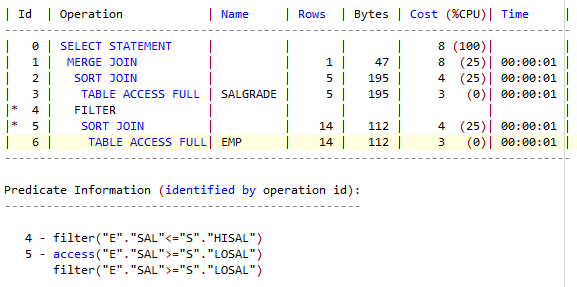 | Id  | Operation             | Name     | Rows  | Bytes | Cost (%CPU)| Time     |
--------------------------------------------------------------------------------
|   0 | SELECT STATEMENT      |          |       |       |     8 (100)|          |
|   1 |  MERGE JOIN           |          |     1 |    47 |     8  (25)| 00:00:01 |
|   2 |   SORT JOIN           |          |     5 |   195 |     4  (25)| 00:00:01 |
|   3 |    TABLE ACCESS FULL  | SALGRADE |     5 |   195 |     3   (0)| 00:00:01 |
|*  4 |   FILTER              |          |       |       |            |          |
|*  5 |    SORT JOIN          |          |    14 |   112 |     4  (25)| 00:00:01 |
|   6 |     TABLE ACCESS FULL| EMP      |    14 |   112 |     3   (0)| 00:00:01 |
--------------------------------------------------------------------------------
Predicate Information (identified by operation id):
---------------------------------------------------
   4 - filter("E"."SAL"<="S"."HISAL")
   5 - access("E"."SAL">="S"."LOSAL")
       filter("E"."SAL">="S"."LOSAL")